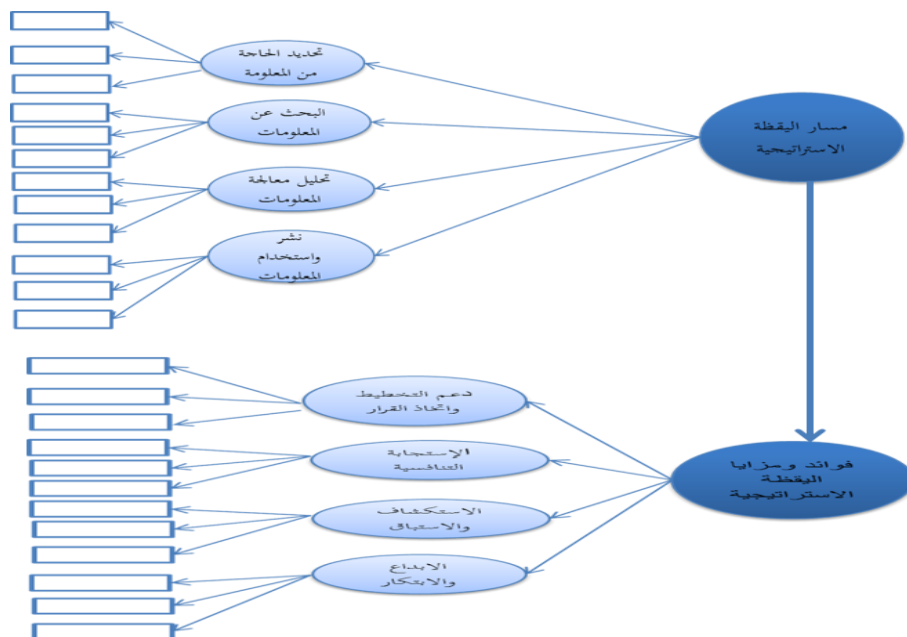 مسار اليقظة
الاستراتيجية
تحديد الحاجة
من المعلومة
البحث عن
المعلومات
تحليل معالجة
المعلومات
نشر
واستخدام
المعلومات
فوائد ومزايا
اليقظة
الاستراتيجية
دعم التخطيط
واتخاذ القرار
الإستجابة
التنافسية
الاستكشاف
والاستباق
الابداع
والابتكار